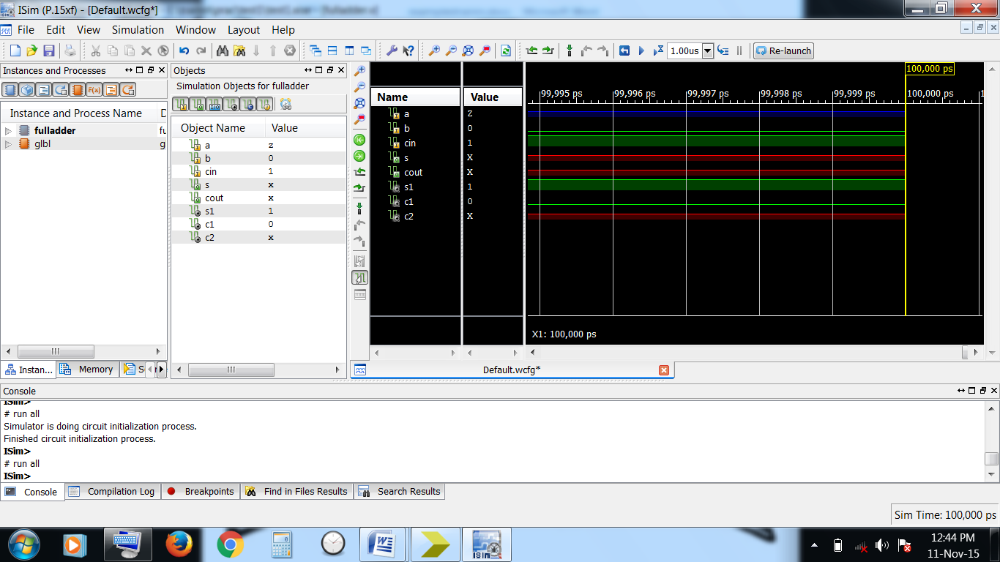 ISim (P.15xf) - [Default.wcfg*]
File Edit View Simulation Window Layout Help
1.00us Re-launch
Instances and Processes
Instance and Process Name D
fulladder fu
glbl g
Instan... Memory S
Objects
Simulation Objects for fulladder
Object Name Value
a z
b 0
cin 1
s x
cout x
s1 1
c1 0
c2 x
Name Value
a z
b 0
cin 1
s x
cout x
s1 1
c1 0
c2 x
100,000 ps
99,995 ps 99,996 ps 99,997 ps 99,998 ps 99,999 ps 100,000 ps 1
X1: 100,000 ps
Default.wcfg*
Console
ISim>
# run all
Simulator is doing circuit initialization process.
Finished circuit initialization process.
ISim>
# run all
ISim>
Console Compilation Log Breakpoints Find in Files Results Search Results
Sim Time: 100,000 ps
ISim
12:44 PM
11-Nov-15